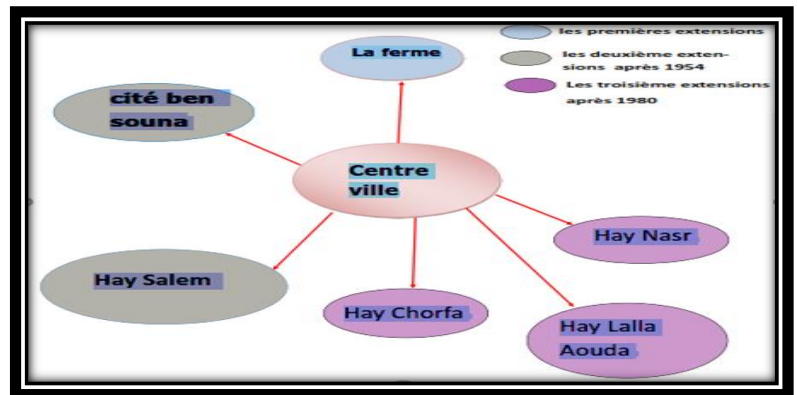 La ferme
les premières extensions
les deuxième exten-
sions après 1954
Les troisième extensions
après 1980
cité ben
souna
Centre
ville
Hay Nasr
Hay Salem
Hay Chorfa
Hay Lalla
Aouda